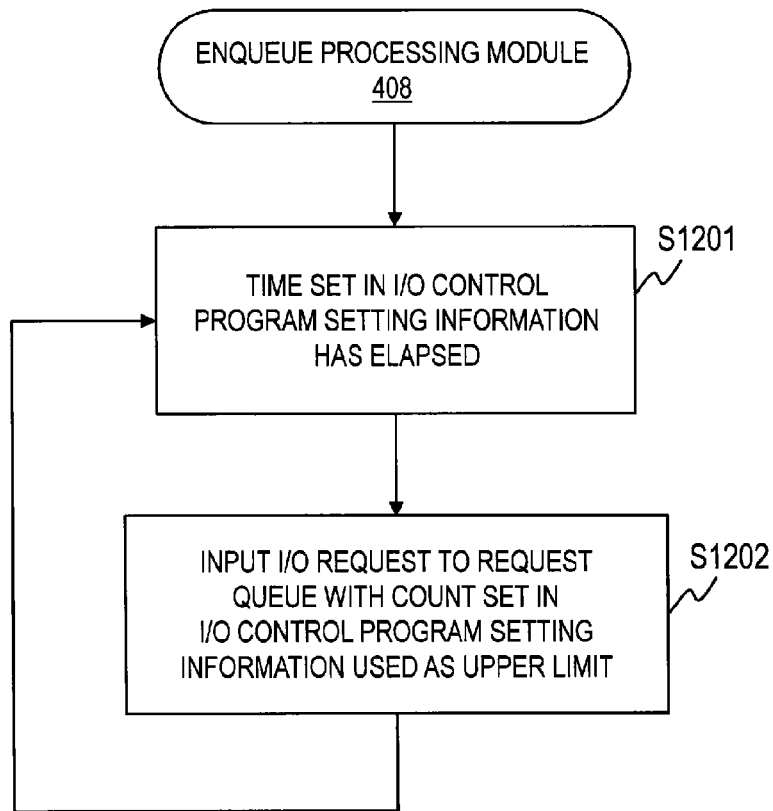 ENQUEUE PROCESSING MODULE
408
S1201
TIME SET IN I/O CONTROL
PROGRAM SETTING INFORMATION
HAS ELAPSED
S1202
INPUT I/O REQUEST TO REQUEST
QUEUE WITH COUNT SET IN
I/O CONTROL PROGRAM SETTING
INFORMATION USED AS UPPER LIMIT